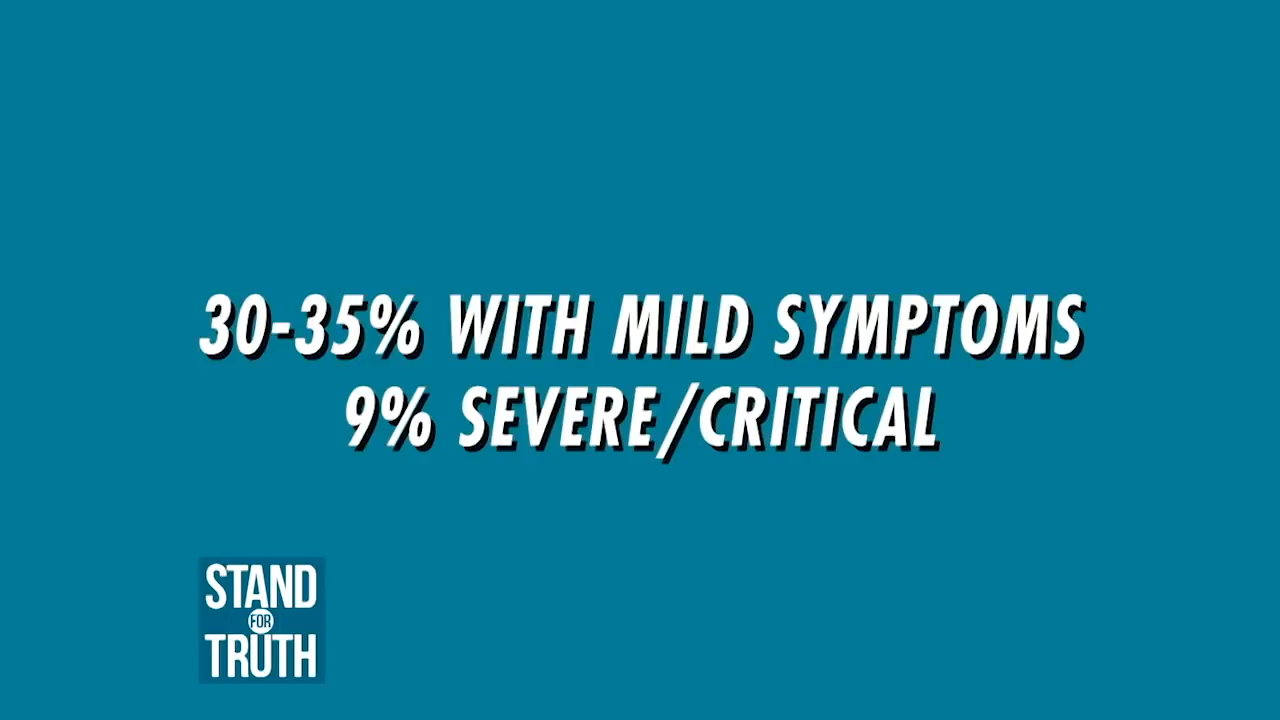 30-35% WITH MILD SYMPTOMS
9% SEVERE/CRITICAL
STAND
FOR
TRUTH